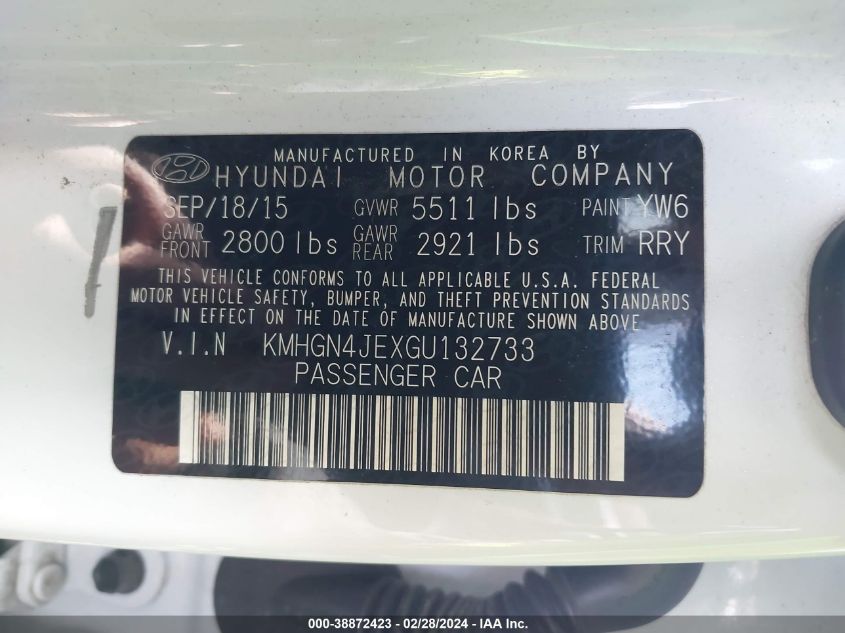 MANUFACTURED IN KOREA BY
HYUNDAI MOTOR COMPANY
SEP/18/15 GVWR 5511 lbs PAINT YW6
GAWR FRONT 2800 lbs GAWR REAR 2921 lbs TRIM RRY
THIS VEHICLE CONFORMS TO ALL APPLICABLE U.S.A. FEDERAL
MOTOR VEHICLE SAFETY, BUMPER, AND THEFT PREVENTION STANDARDS
IN EFFECT ON THE DATE OF MANUFACTURE SHOWN ABOVE
V.I.N KMHGN4JEXGU132733
PASSENGER CAR
000-38872423 - 02/28/2024 - IAA Inc.